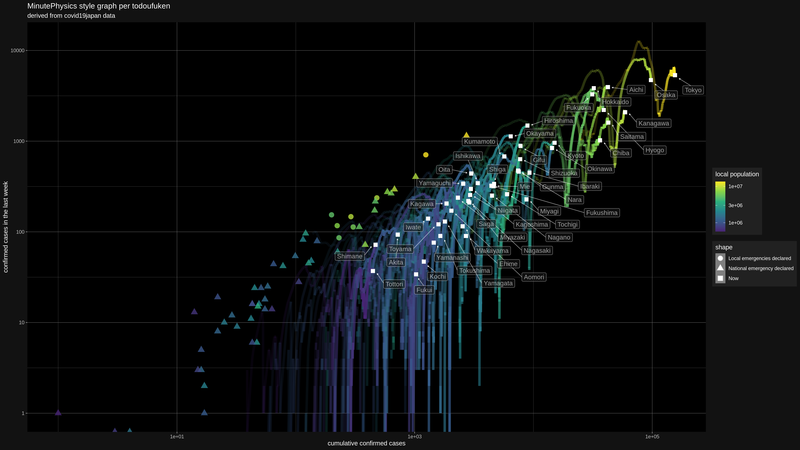 MinutePhysics style graph per todoufuken
derived from covid19japan data
confirmed cases in the last week
10000
1000
100
10
1
1e+01
1e+03
1e+05
cumulative confirmed cases
Aichi
Tokyo
Osaka
Hokkaido
Fukuoka
Kanagawa
Hiroshima
Okayama
Saitama
Kumamoto
Hyogo
Chiba
Ishikawa
Kyoto
Gifu
Okinawa
Oita
Shiga
Shizuoka
Yamaguchi
Mie
Gunma
Ibaraki
Nara
Kagawa
Niigata
Miyagi
Fukushima
Iwate
Saga
Kagoshima
Tochigi
Miyazaki
Nagano
Toyama
Wakayama
Nagasaki
Shimane
Akita
Yamanashi
Ehime
Tottori
Kochi
Tokushima
Aomori
Fukui
Yamagata
local population
1e+07
3e+06
1e+06
shape
Local emergencies declared
National emergency declared
Now